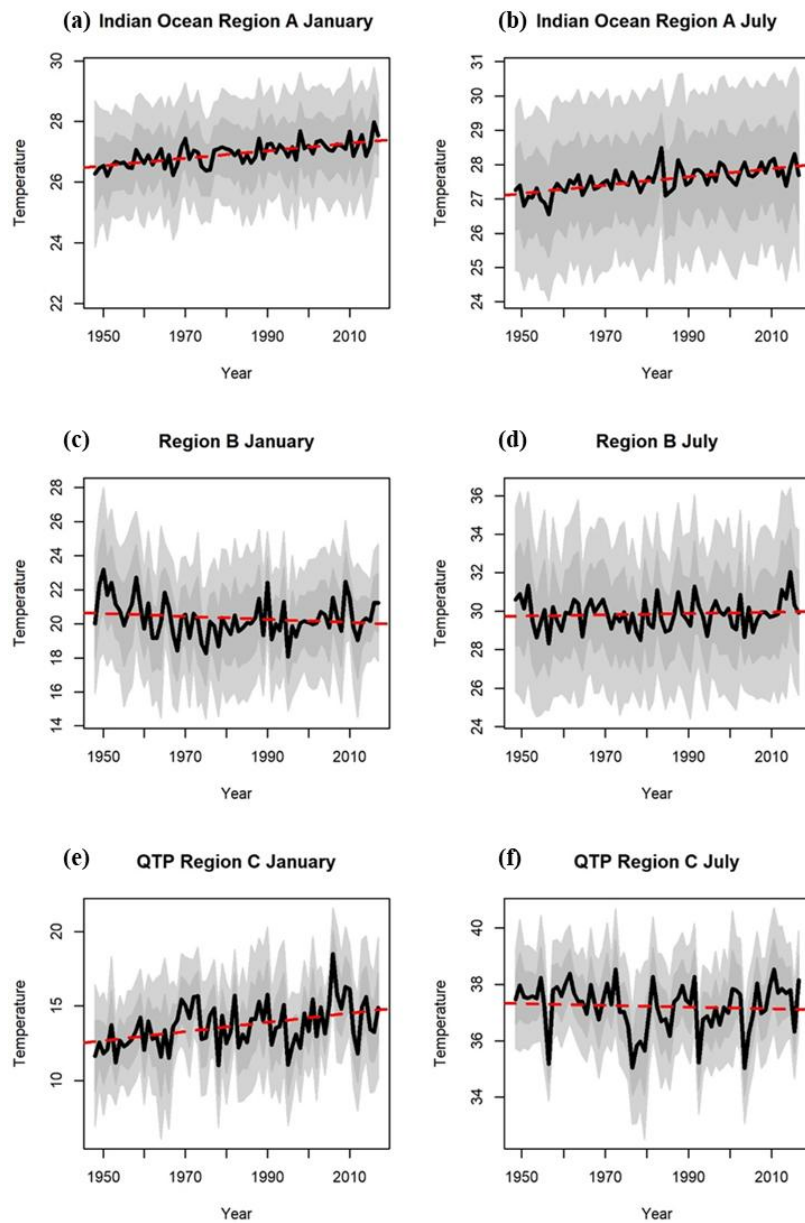 (a) Indian Ocean Region A January
30
28
26
24
22
Temperature
1950 1970 1990 2010
Year
(b) Indian Ocean Region A July
31
30
29
28
27
26
25
24
Temperature
1950 1970 1990 2010
Year
(c) Region B January
28
26
24
22
20
18
16
14
Temperature
1950 1970 1990 2010
Year
(d) Region B July
36
34
32
30
28
26
24
Temperature
1950 1970 1990 2010
Year
(e) QTP Region C January
20
15
10
Temperature
1950 1970 1990 2010
Year
(f) QTP Region C July
40
38
36
34
Temperature
1950 1970 1990 2010
Year